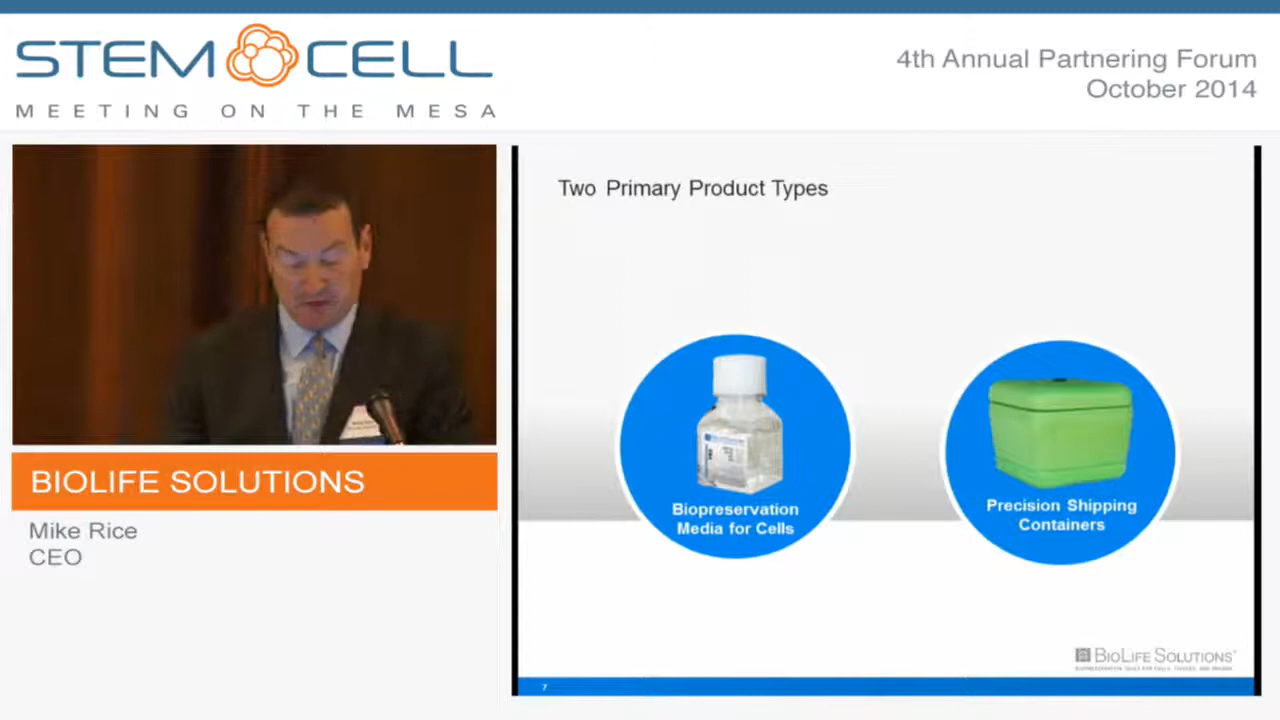 STEM CELL
MEETING ON THE MESA
4th Annual Partnering Forum
October 2014
BIOLIFE SOLUTIONS
Mike Rice
CEO
Two Primary Product Types
Biopreservation
Media for Cells
Precision Shipping
Containers
BIOLIFE SOLUTIONS
7